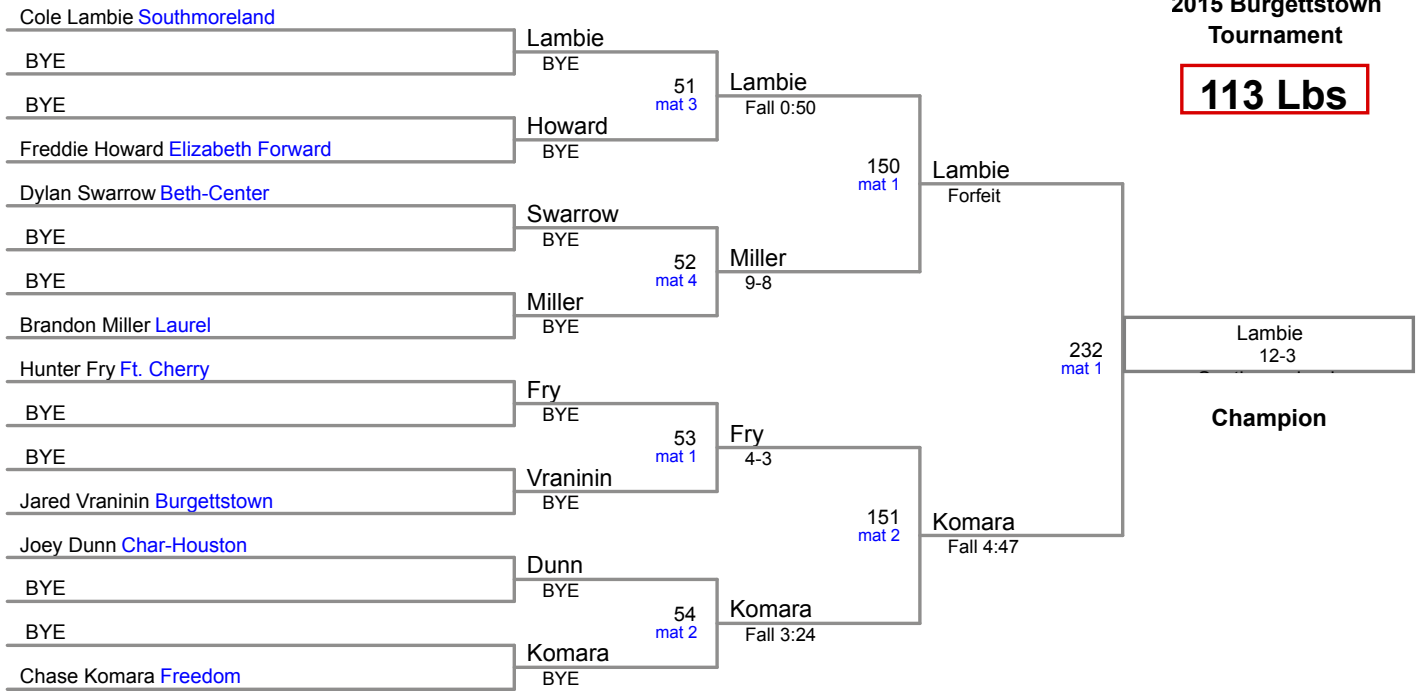 2015 Burgettstown
Tournament
113 Lbs
Cole Lambie Southmoreland
BYE
BYE
Freddie Howard Elizabeth Forward
Dylan Swarrow Beth-Center
BYE
BYE
Brandon Miller Laurel
Hunter Fry Ft. Cherry
BYE
BYE
Jared Vraninin Burgettstown
Joey Dunn Char-Houston
BYE
BYE
Chase Komara Freedom
Lambie
BYE
Howard
BYE
Swarrow
BYE
Miller
BYE
Fry
BYE
Vraninin
BYE
Dunn
BYE
Komara
BYE
51
mat 3
52
mat 4
53
mat 1
54
mat 2
Lambie
Fall 0:50
Miller
9-8
Fry
4-3
Komara
Fall 3:24
150
mat 1
151
mat 2
Lambie
Forfeit
Komara
Fall 4:47
232
mat 1
Lambie
12-3
Champion